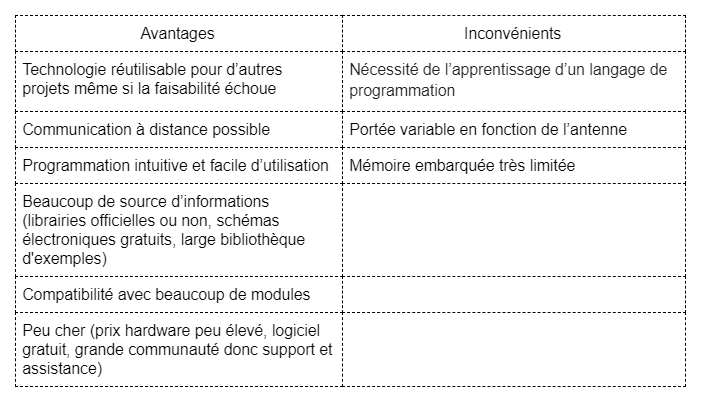 Avantages
Inconvénients
Technologie réutilisable pour d’autres
projets même si la faisabilité échoue
Nécessité de l’apprentissage d’un langage de
programmation
Communication à distance possible
Portée variable en fonction de l’antenne
Programmation intuitive et facile d’utilisation
Mémoire embarquée très limitée
Beaucoup de source d’informations
(librairies officielles ou non, schémas
électroniques gratuits, large bibliothèque
d'exemples)
Compatibilité avec beaucoup de modules
Peu cher (prix hardware peu élevé, logiciel
gratuit, grande communauté donc support et
assistance)